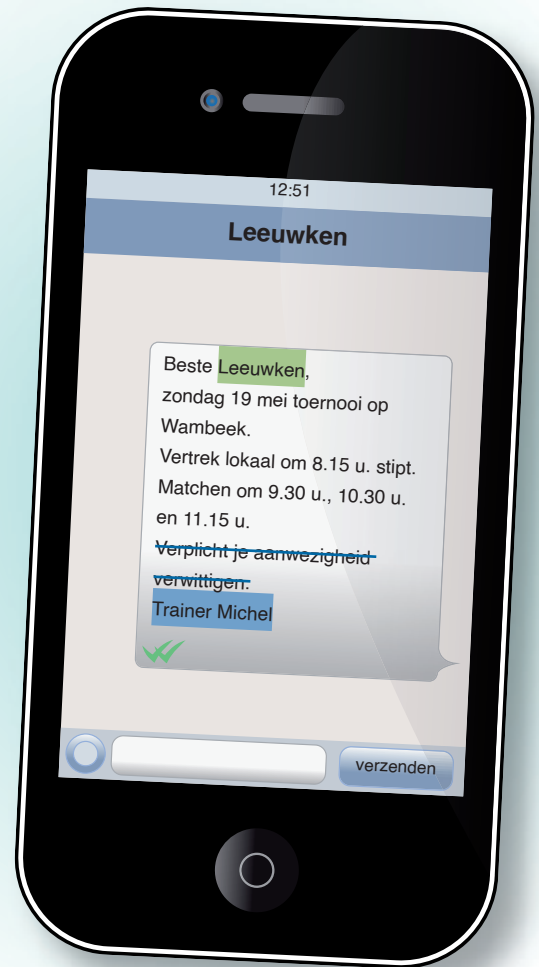 12:51
Leeuwken
Beste Leeuwken,
zondag 19 mei toernooi op
Wambeek.
Vertrek lokaal om 8.15 u. stipt.
Matchen om 9.30 u., 10.30 u.
en 11.15 u.
Verplicht je aanwezigheid
verwittigen.
Trainer Michel
verzenden